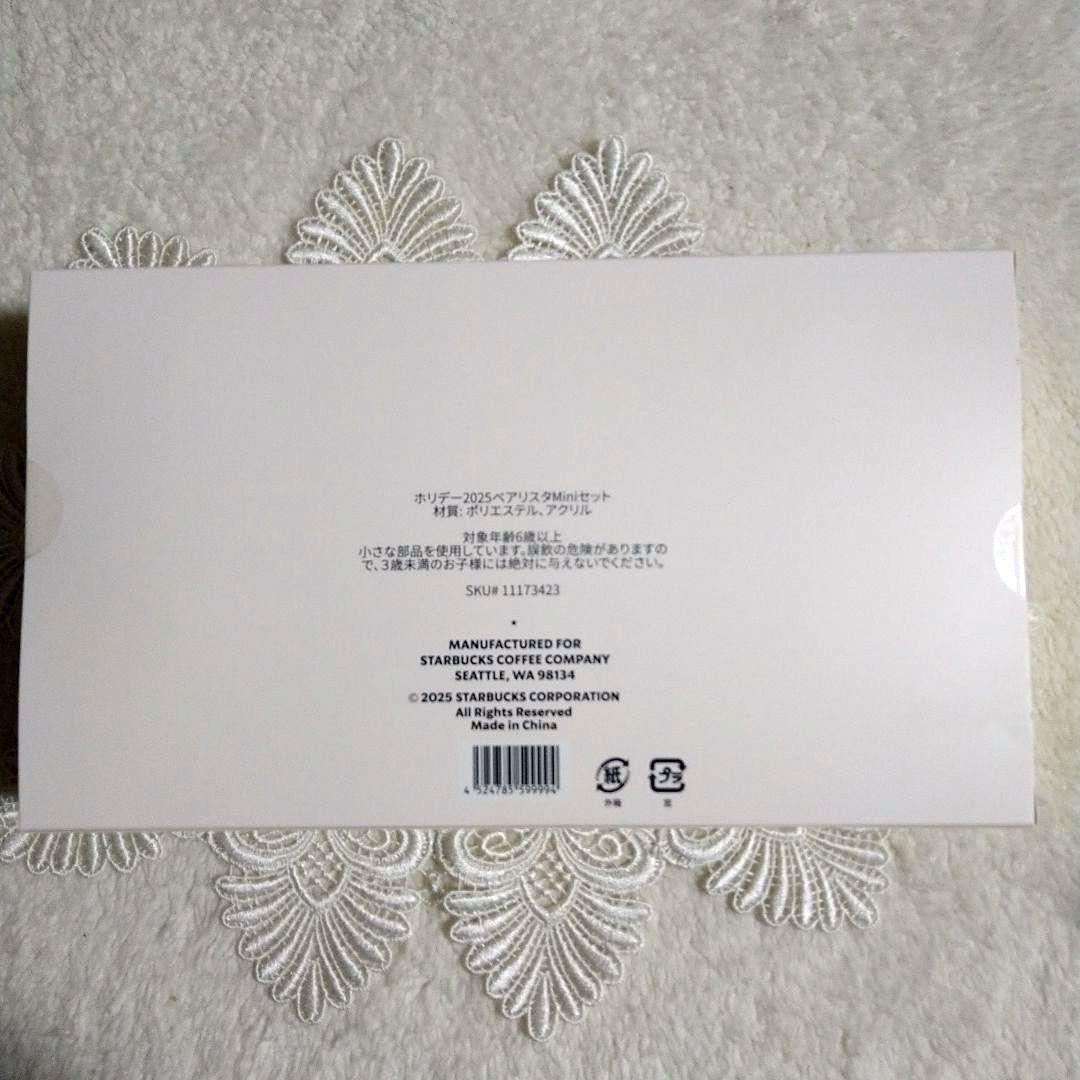 ホリデー2025ベアリスタMiniセット
材質: ポリエステル、アクリル
対象年齢6歳以上
小さな部品を使用しています。誤飲の危険がありますの
で、3歳未満のお子様には絶対に与えないでください。
SKU# 11173423
*
MANUFACTURED FOR
STARBUCKS COFFEE COMPANY
SEATTLE, WA 98134
© 2025 STARBUCKS CORPORATION
All Rights Reserved
Made in China
4 524785 599994
紙 プラ
外箱 窓